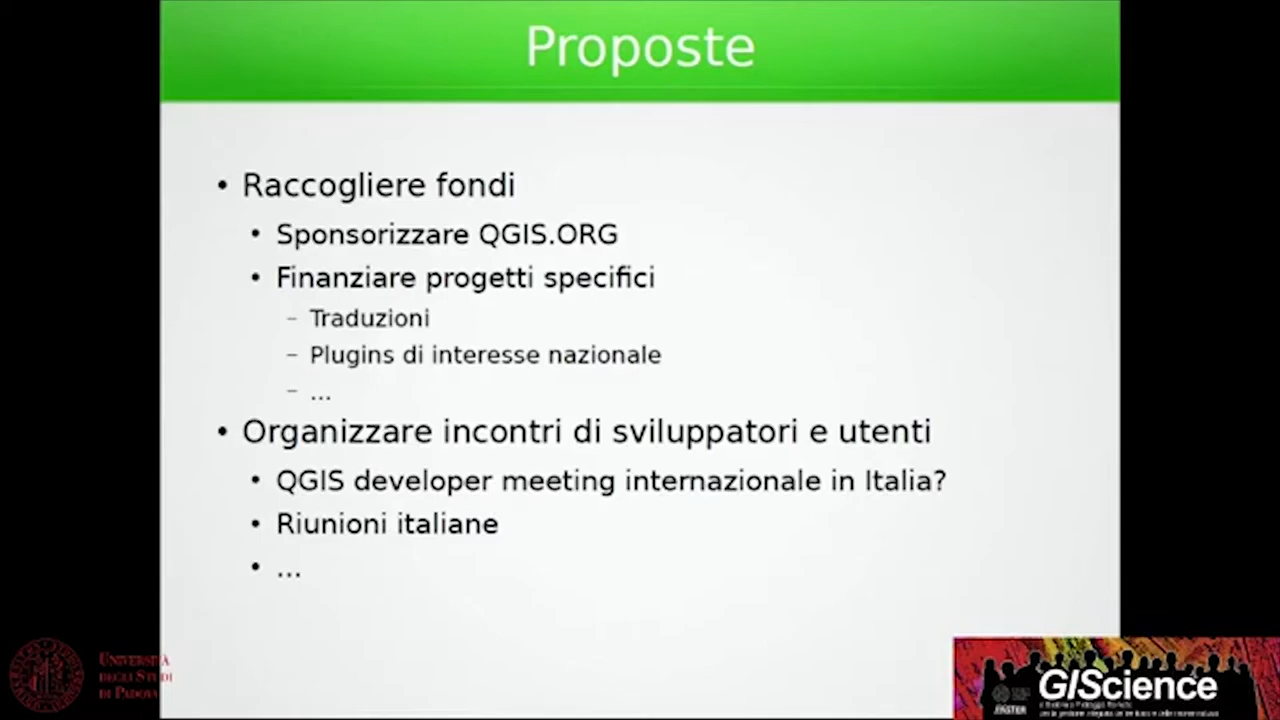 Proposte
• Raccogliere fondi
• Sponsorizzare QGIS.ORG
• Finanziare progetti specifici
– Traduzioni
– Plugins di interesse nazionale
– ...
• Organizzare incontri di sviluppatori e utenti
• QGIS developer meeting internazionale in Italia?
• Riunioni italiane
• ...
UNIVERSITÀ
DEGLI STUDI
DI PADOVA
GIScience
MASTER